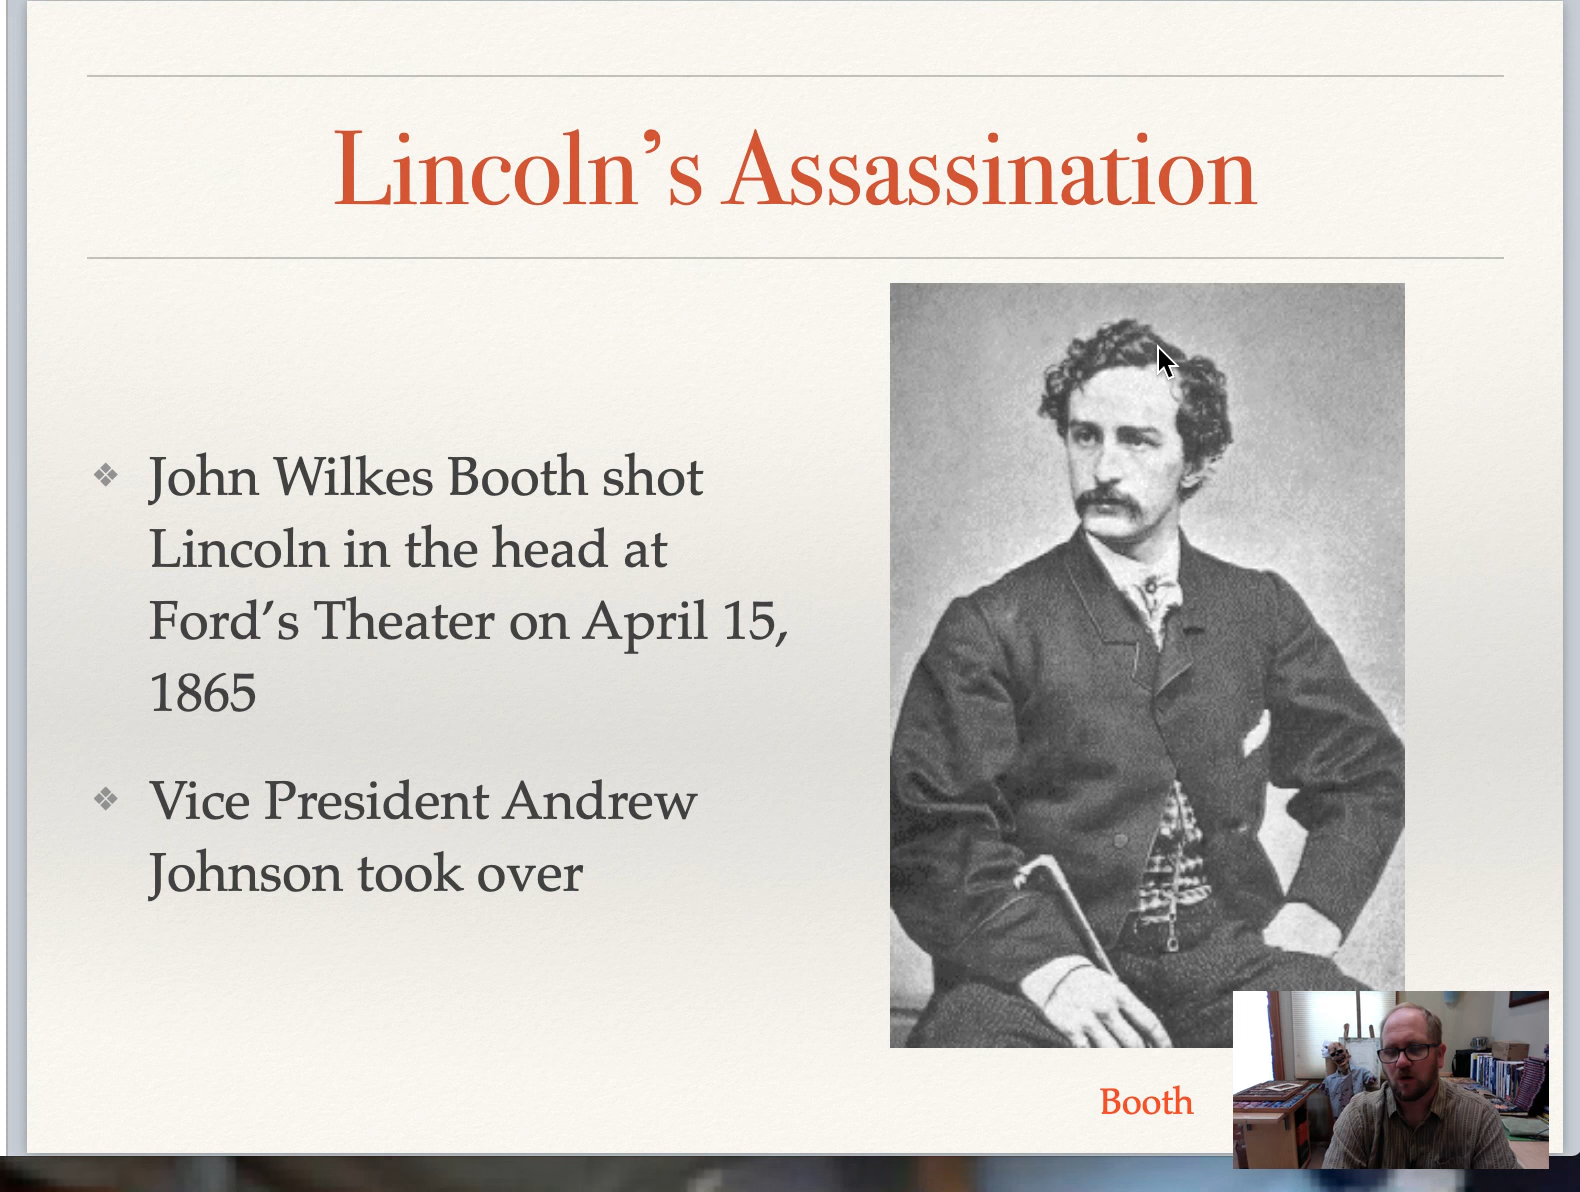 Lincoln’s Assassination
John Wilkes Booth shot
Lincoln in the head at
Ford’s Theater on April 15,
1865
Vice President Andrew
Johnson took over
Booth